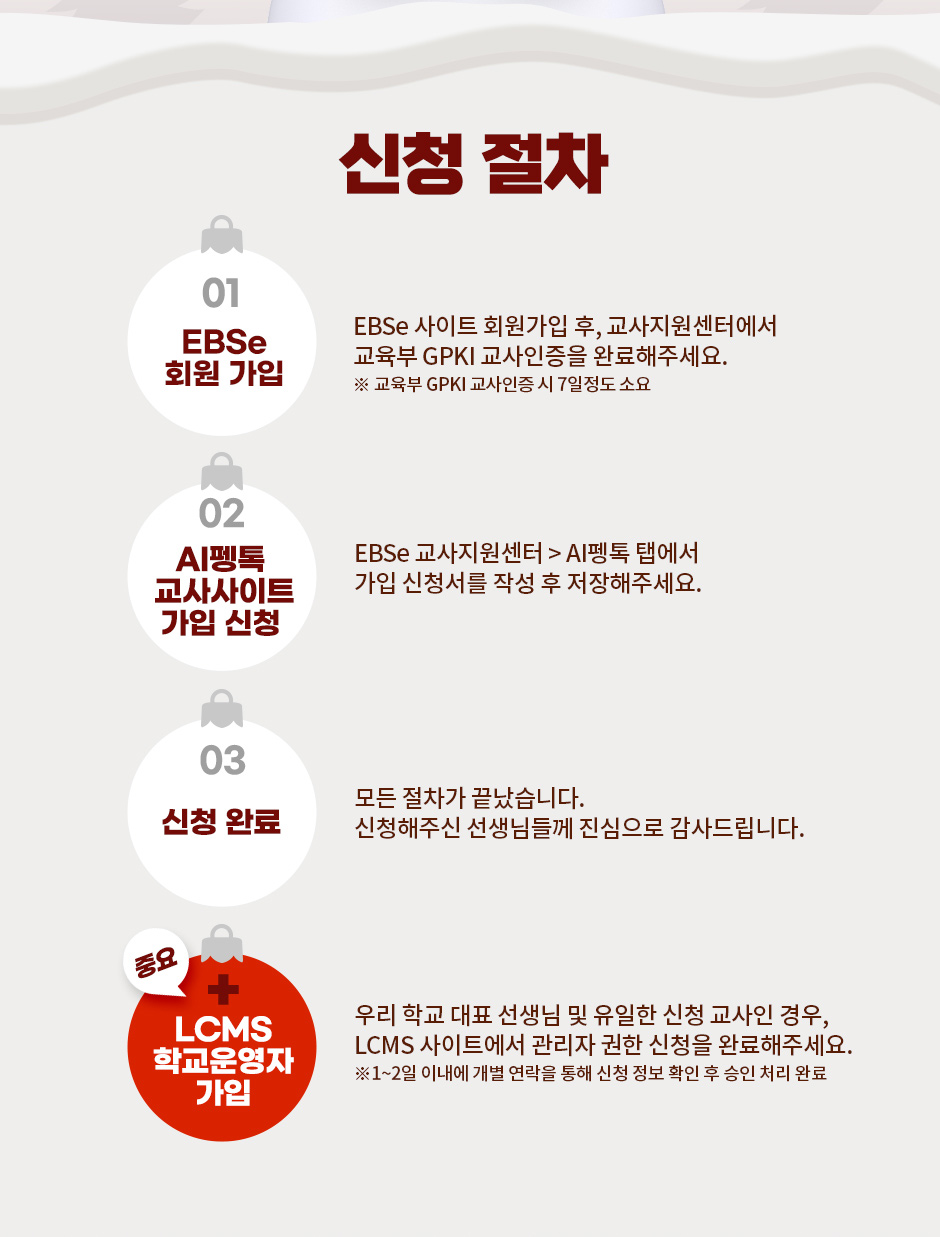 신청 절차
01
EBSe
회원 가입
EBSe 사이트 회원가입 후, 교사지원센터에서
교육부 GPKI 교사인증을 완료해주세요.
※ 교육부 GPKI 교사인증 시 7일정도 소요
02
AI펭톡
교사사이트
가입 신청
EBSe 교사지원센터 > AI펭톡 탭에서
가입 신청서를 작성 후 저장해주세요.
03
신청 완료
모든 절차가 끝났습니다.
신청해주신 선생님들께 진심으로 감사드립니다.
중요
+
LCMS
학교운영자
가입
우리 학교 대표 선생님 및 유일한 신청 교사인 경우,
LCMS 사이트에서 관리자 권한 신청을 완료해주세요.
※1~2일 이내에 개별 연락을 통해 신청 정보 확인 후 승인 처리 완료